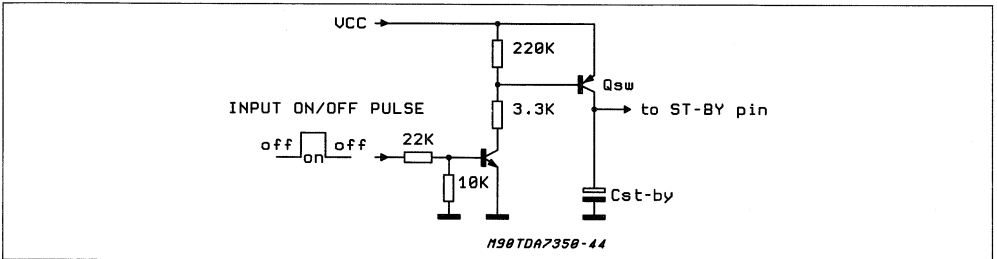 VCC
220K
Qsw
INPUT ON/OFF PULSE
3.3K
to ST-BY pin
off on off
22K
10K
Cst-by
M90TDA7350-44